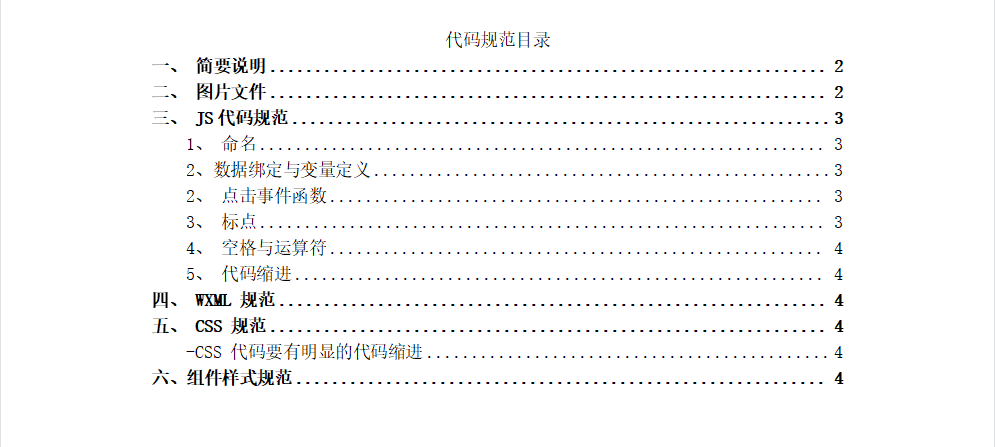 代码规范目录
一、 简要说明............................................................... 2
二、 图片文件............................................................... 2
三、 JS代码规范............................................................. 3
1、 命名................................................................ 3
2、数据绑定与变量定义.................................................... 3
2、 点击事件函数........................................................ 3
3、 标点................................................................ 3
4、 空格与运算符........................................................ 4
5、 代码缩进............................................................ 4
四、 WXML 规范.............................................................. 4
五、 CSS 规范............................................................... 4
-CSS 代码要有明显的代码缩进.............................................. 4
六、组件样式规范............................................................ 4